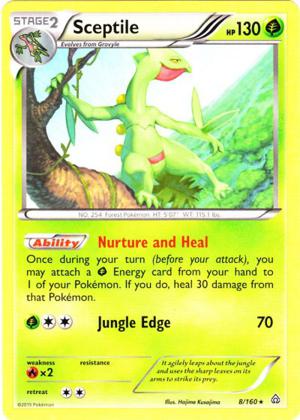 STAGE2 Sceptile HP 130
Evolves from Grovyle
NO. 254 Forest Pokémon HT: 5'07" WT: 115.1 lbs.
Ability Nurture and Heal
Once during your turn (before your attack), you
may attach a Energy card from your hand to
1 of your Pokémon. If you do, heal 30 damage from
that Pokémon.
Jungle Edge 70
weakness resistance
×2
retreat
It agilely leaps about the jungle and
uses the sharp leaves on its
arms to strike its prey.
©2015 Pokémon Illus. Hajime Kusajima 8/160 ★